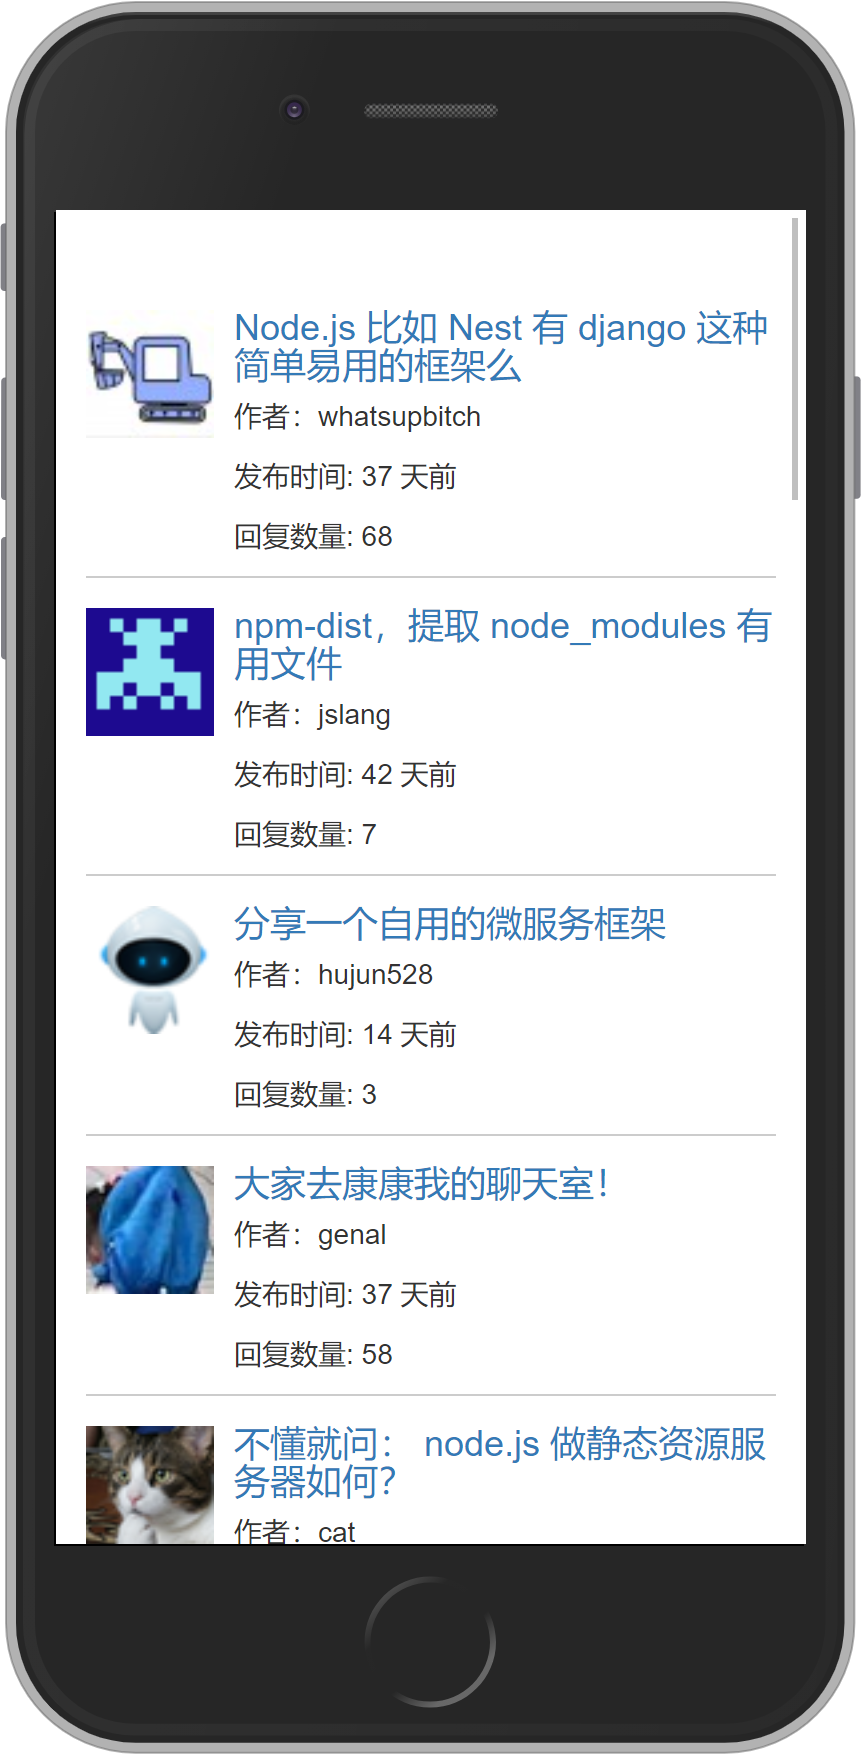 Node.js 比如 Nest 有 django 这种
简单易用的框架么
作者：whatsupbitch
发布时间: 37 天前
回复数量: 68
npm-dist，提取 node_modules 有
用文件
作者：jslang
发布时间: 42 天前
回复数量: 7
分享一个自用的微服务框架
作者：hujun528
发布时间: 14 天前
回复数量: 3
大家去康康我的聊天室！
作者：genal
发布时间: 37 天前
回复数量: 58
不懂就问： node.js 做静态资源服
务器如何？
作者：cat